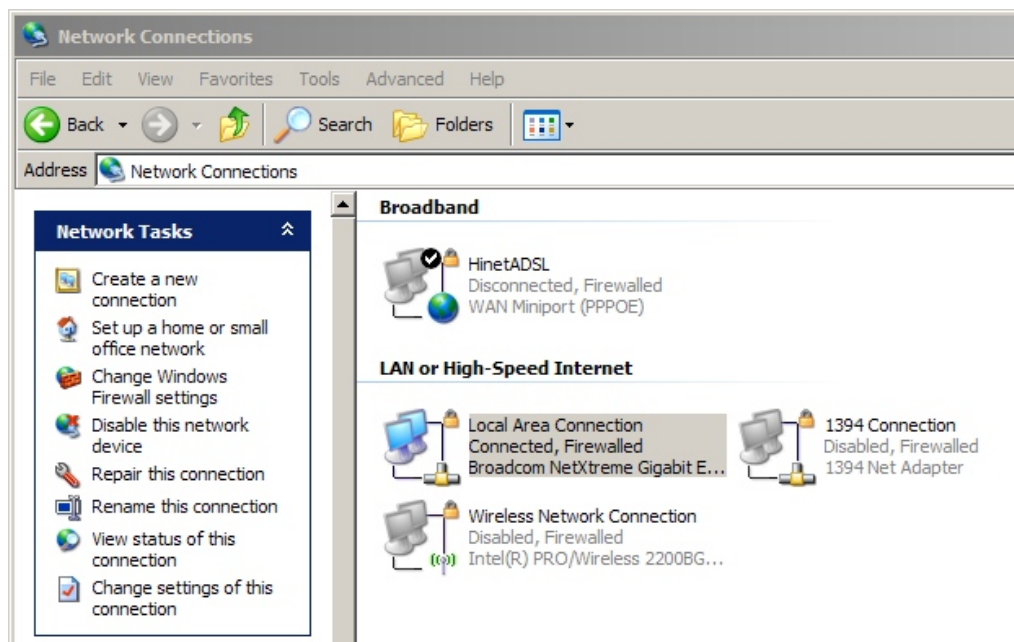 Network Connections
File Edit View Favorites Tools Advanced Help
Back Search Folders
Address Network Connections
Network Tasks
Create a new
connection
Set up a home or small
office network
Change Windows
Firewall settings
Disable this network
device
Repair this connection
Rename this connection
View status of this
connection
Change settings of this
connection
Broadband
HinetADSL
Disconnected, Firewalled
WAN Miniport (PPPOE)
LAN or High-Speed Internet
Local Area Connection
Connected, Firewalled
Broadcom NetXtreme Gigabit E...
1394 Connection
Disabled, Firewalled
1394 Net Adapter
Wireless Network Connection
Disabled, Firewalled
Intel(R) PRO/Wireless 2200BG...